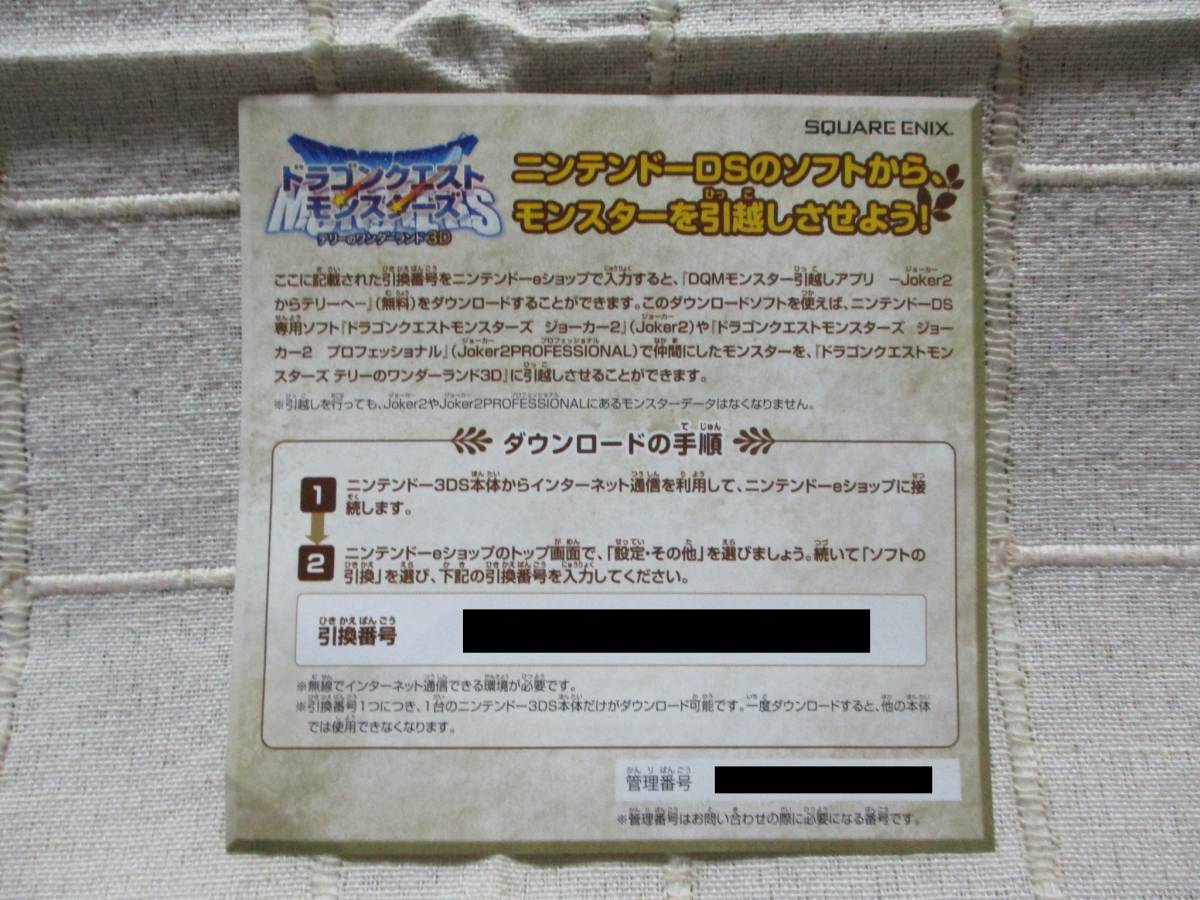 SQUARE ENIX.
ドラゴンクエスト
モンスターズ
MONSTERS
テリーのワンダーランド3D
ニンテンドーDSのソフトから、
モンスターを引越しさせよう!
ここに記載された引換番号をニンテンドーeショップで入力すると、『DQMモンスター引越しアプリ －Joker2
からテリーへ－』(無料)をダウンロードすることができます。このダウンロードソフトを使えば、ニンテンドーDS
専用ソフト『ドラゴンクエストモンスターズ ジョーカー2』(Joker2)や『ドラゴンクエストモンスターズ ジョー
カー2 プロフェッショナル』(Joker2PROFESSIONAL)で仲間にしたモンスターを、『ドラゴンクエストモン
スターズ テリーのワンダーランド3D』に引越しさせることができます。
※引越しを行っても、Joker2やJoker2PROFESSIONALにあるモンスターデータはなくなりません。
ダウンロードの手順
1 ニンテンドー3DS本体からインターネット通信を利用して、ニンテンドーeショップに接
続します。
2 ニンテンドーeショップのトップ画面で、「設定・その他」を選びましょう。続いて「ソフトの
引換」を選び、下記の引換番号を入力してください。
引換番号
※無線でインターネット通信できる環境が必要です。
※引換番号1つにつき、1台のニンテンドー3DS本体だけがダウンロード可能です。一度ダウンロードすると、他の本体
では使用できなくなります。
管理番号
※管理番号はお問い合わせの際に必要になる番号です。